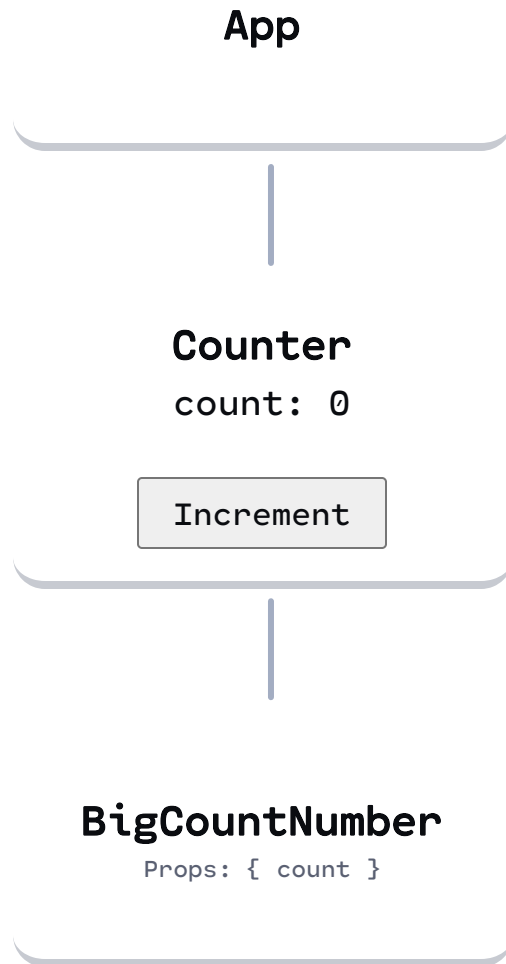 App
Counter
count: 0
Increment
BigCountNumber
Props: { count }